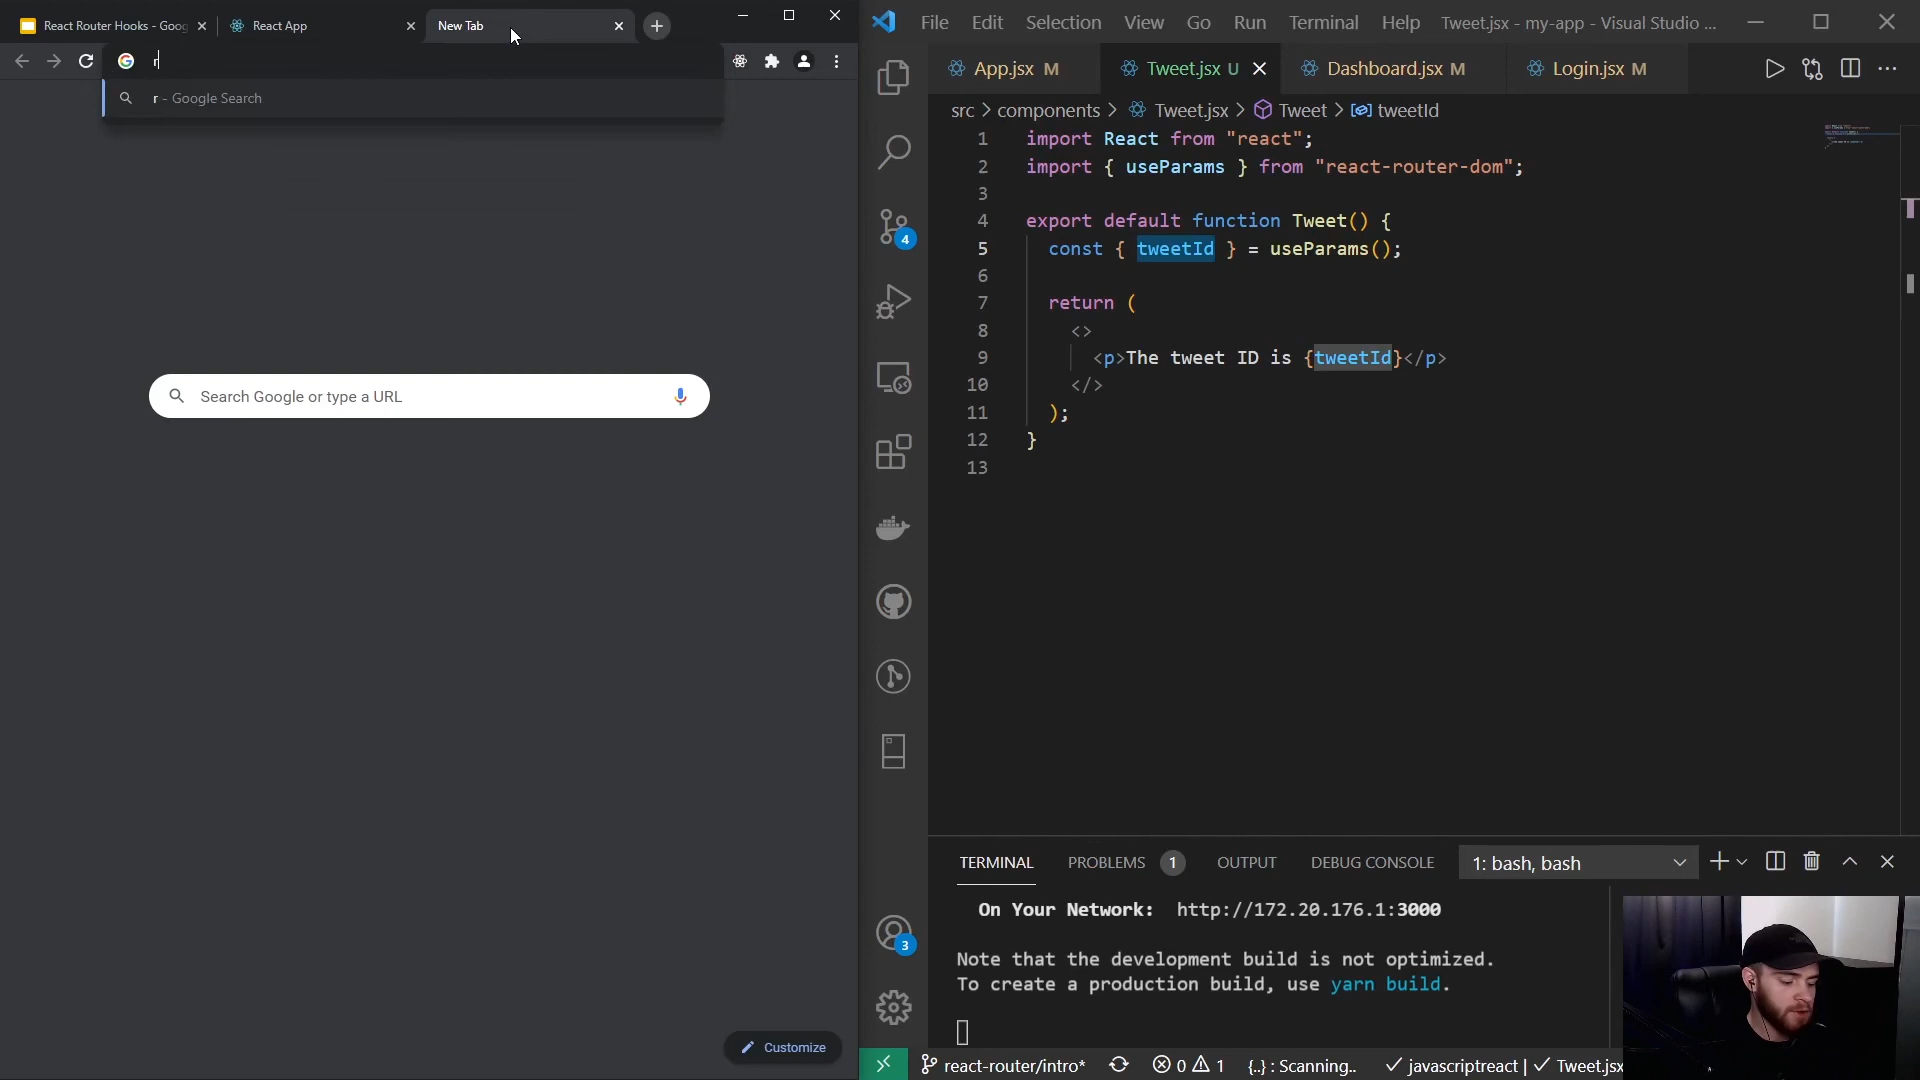 React Router Hooks - Goog
React App
New Tab
r
r - Google Search
Search Google or type a URL
Customize
File Edit Selection View Go Run Terminal Help Tweet.jsx - my-app - Visual Studio ...
App.jsx M
Tweet.jsx U
Dashboard.jsx M
Login.jsx M
src > components > Tweet.jsx > Tweet > tweetId
1 import React from "react";
2 import { useParams } from "react-router-dom";
3
4 export default function Tweet() {
5 const { tweetId } = useParams();
6
7 return (
8 <>
9 <p>The tweet ID is {tweetId}</p>
10 </>
11 );
12 }
13
4
3
TERMINAL PROBLEMS 1 OUTPUT DEBUG CONSOLE 1: bash, bash
On Your Network: http://172.20.176.1:3000
Note that the development build is not optimized.
To create a production build, use yarn build.
react-router/intro* 0 1 {..} : Scanning.. javascriptreact | Tweet.jsx